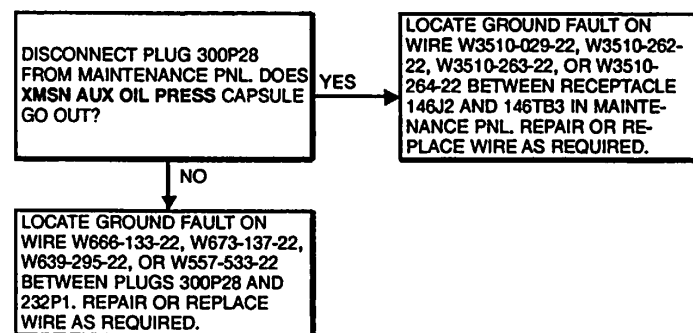 DISCONNECT PLUG 300P28
FROM MAINTENANCE PNL. DOES
XMSN AUX OIL PRESS CAPSULE
GO OUT?
YES
LOCATE GROUND FAULT ON
WIRE W3510-029-22, W3510-262-
22, W3510-263-22, OR W3510-
264-22 BETWEEN RECEPTACLE
146J2 AND 146TB3 IN MAINTE-
NANCE PNL. REPAIR OR RE-
PLACE WIRE AS REQUIRED.
NO
LOCATE GROUND FAULT ON
WIRE W666-133-22, W673-137-22,
W639-295-22, OR W557-533-22
BETWEEN PLUGS 300P28 AND
232P1. REPAIR OR REPLACE
WIRE AS REQUIRED.